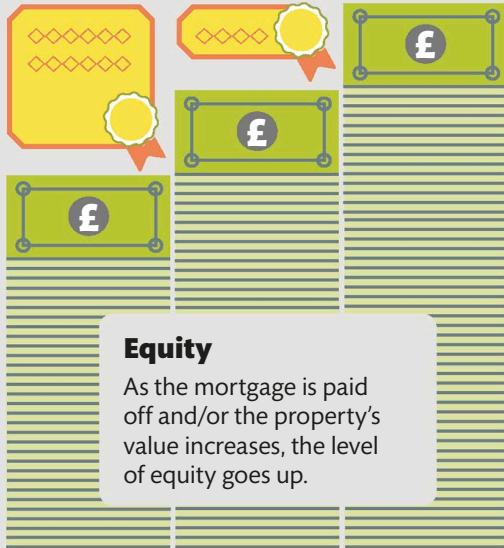 £
£
£
Equity
As the mortgage is paid
off and/or the property’s
value increases, the level
of equity goes up.